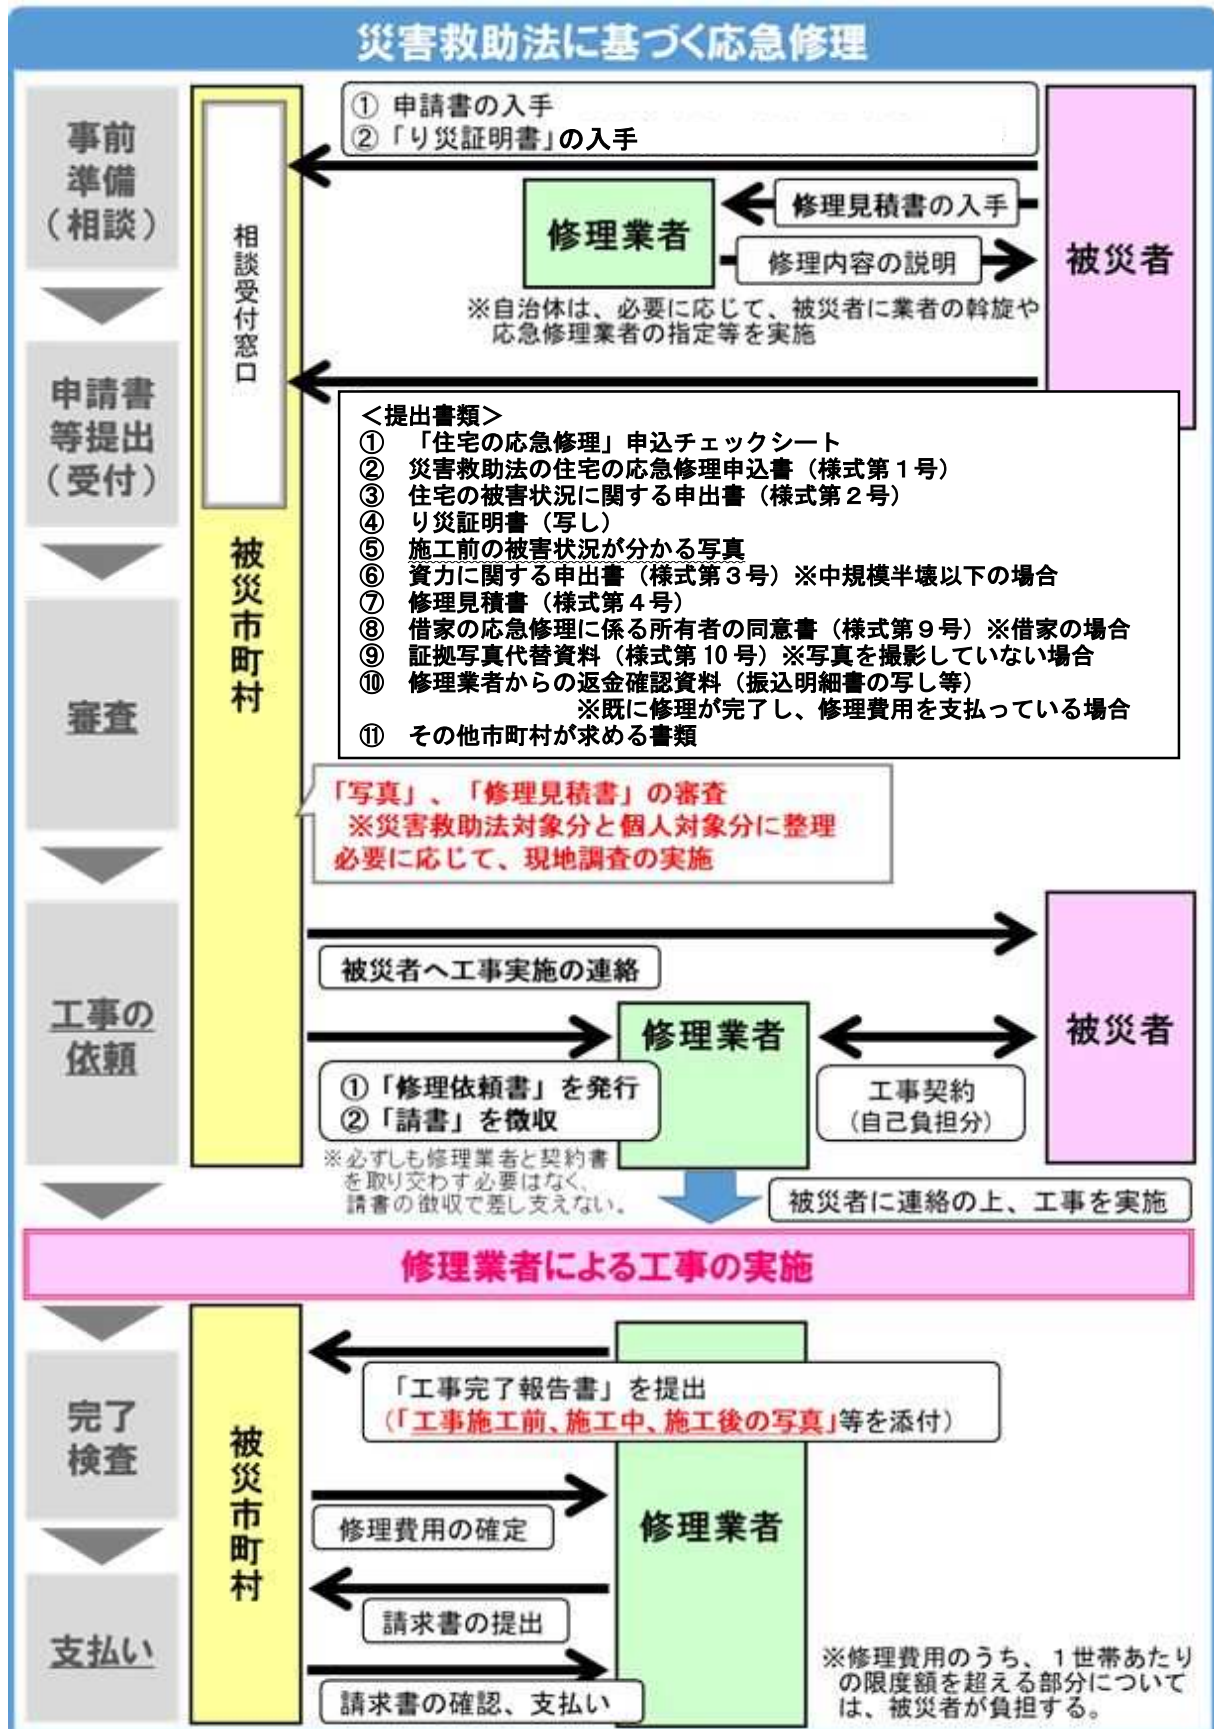 災害救助法に基づく応急修理
事前
準備
（相談）
① 申請書の入手
②「り災証明書」の入手
修理業者
修理見積書の入手
修理内容の説明
被災者
※自治体は、必要に応じて、被災者に業者の斡旋や
応急修理業者の指定等を実施
相談受付窓口
申請書
等提出
（受付）
＜提出書類＞
① 「住宅の応急修理」申込チェックシート
② 災害救助法の住宅の応急修理申込書（様式第１号）
③ 住宅の被害状況に関する申出書（様式第２号）
④ り災証明書（写し）
⑤ 施工前の被害状況が分かる写真
⑥ 資力に関する申出書（様式第３号）※中規模半壊以下の場合
⑦ 修理見積書（様式第４号）
⑧ 借家の応急修理に係る所有者の同意書（様式第９号）※借家の場合
⑨ 証拠写真代替資料（様式第 10 号）※写真を撮影していない場合
⑩ 修理業者からの返金確認資料（振込明細書の写し等）
※既に修理が完了し、修理費用を支払っている場合
⑪ その他市町村が求める書類
被災市町村
審査
「写真」、「修理見積書」の審査
※災害救助法対象分と個人対象分に整理
必要に応じて、現地調査の実施
工事の
依頼
被災者へ工事実施の連絡
修理業者
被災者
①「修理依頼書」を発行
②「請書」を徴収
工事契約
（自己負担分）
※必ずしも修理業者と契約書
を取り交わす必要はなく、
請書の徴収で差し支えない。
被災者に連絡の上、工事を実施
修理業者による工事の実施
完了
検査
被災市町村
「工事完了報告書」を提出
（「工事施工前、施工中、施工後の写真」等を添付）
修理費用の確定
修理業者
請求書の提出
支払い
請求書の確認、支払い
※修理費用のうち、１世帯あたり
の限度額を超える部分について
は、被災者が負担する。